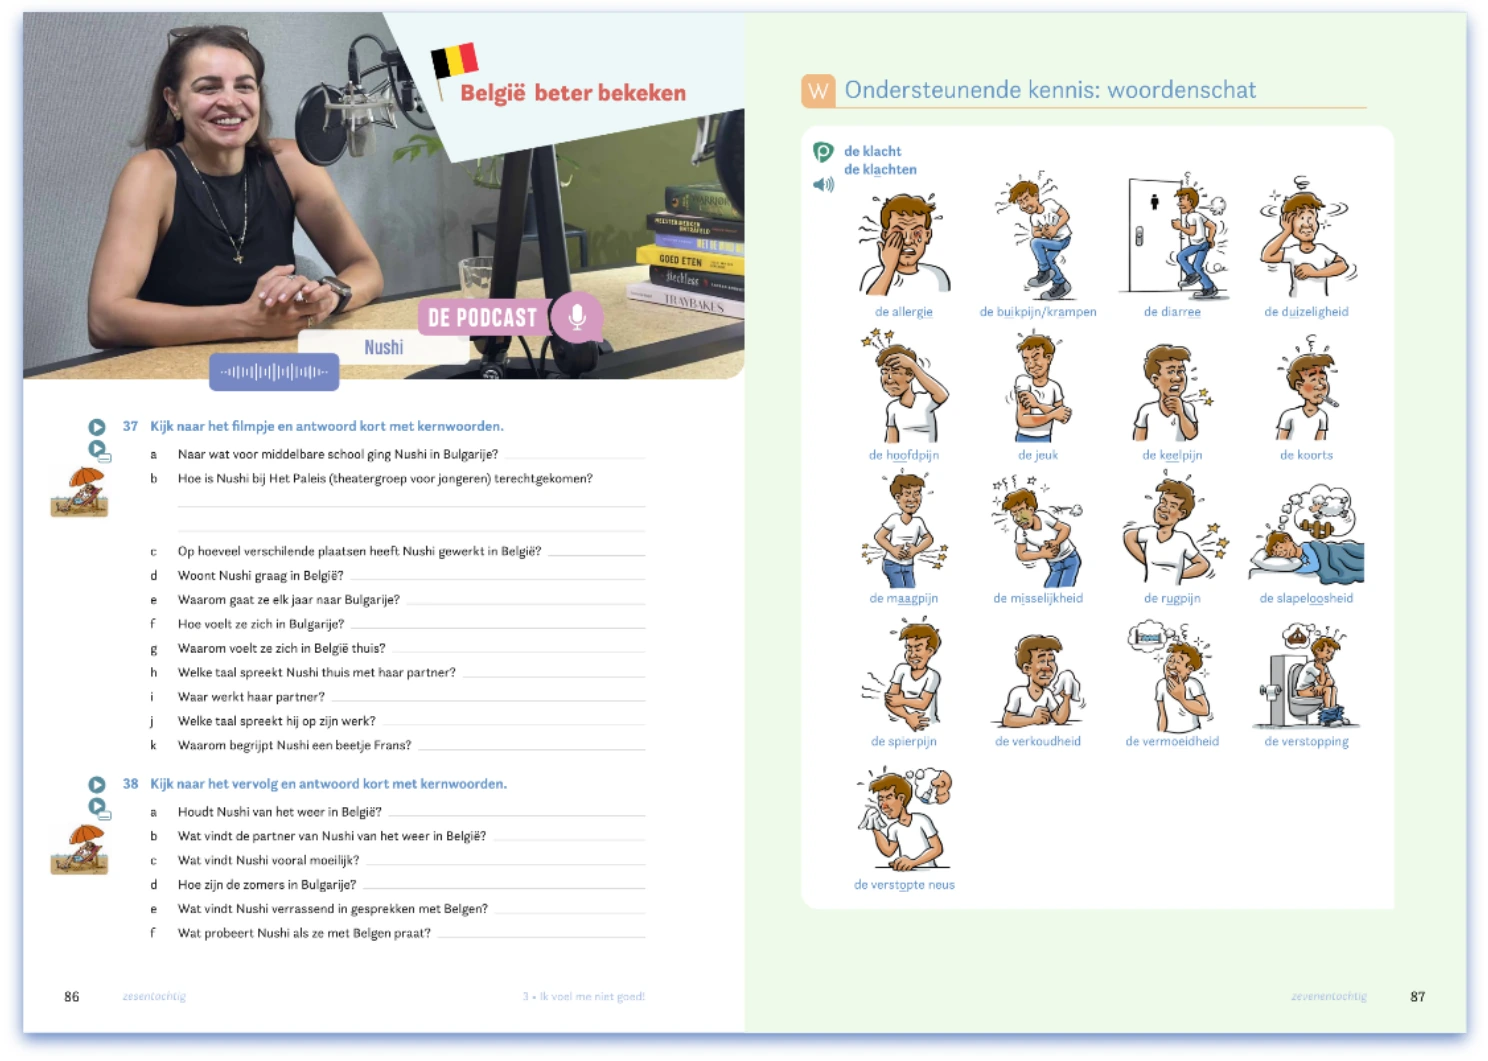 België beter bekeken
WARRIOR
GOED ETEN
TRAYBAKES
DE PODCAST
Nushi
37 Kijk naar het filmpje en antwoord kort met kernwoorden.
a Naar wat voor middelbare school ging Nushi in Bulgarije?
b Hoe is Nushi bij Het Paleis (theatergroep voor jongeren) terechtgekomen?
c Op hoeveel verschilende plaatsen heeft Nushi gewerkt in België?
d Woont Nushi graag in België?
e Waarom gaat ze elk jaar naar Bulgarije?
f Hoe voelt ze zich in Bulgarije?
g Waarom voelt ze zich in België thuis?
h Welke taal spreekt Nushi thuis met haar partner?
i Waar werkt haar partner?
j Welke taal spreekt hij op zijn werk?
k Waarom begrijpt Nushi een beetje Frans?
38 Kijk naar het vervolg en antwoord kort met kernwoorden.
a Houdt Nushi van het weer in België?
b Wat vindt de partner van Nushi van het weer in België?
c Wat vindt Nushi vooral moeilijk?
d Hoe zijn de zomers in Bulgarije?
e Wat vindt Nushi verrassend in gesprekken met Belgen?
f Wat probeert Nushi als ze met Belgen praat?
86 zesentachtig 3 • Ik voel me niet goed!
W Ondersteunende kennis: woordenschat
de klacht
de klachten
de allergie de buikpijn/krampen de diarree de duizeligheid
de hoofdpijn de jeuk de keelpijn de koorts
de maagpijn de misselijkheid de rugpijn de slapeloosheid
de spierpijn de verkoudheid de vermoeidheid de verstopping
de verstopte neus
zevenentachtig 87